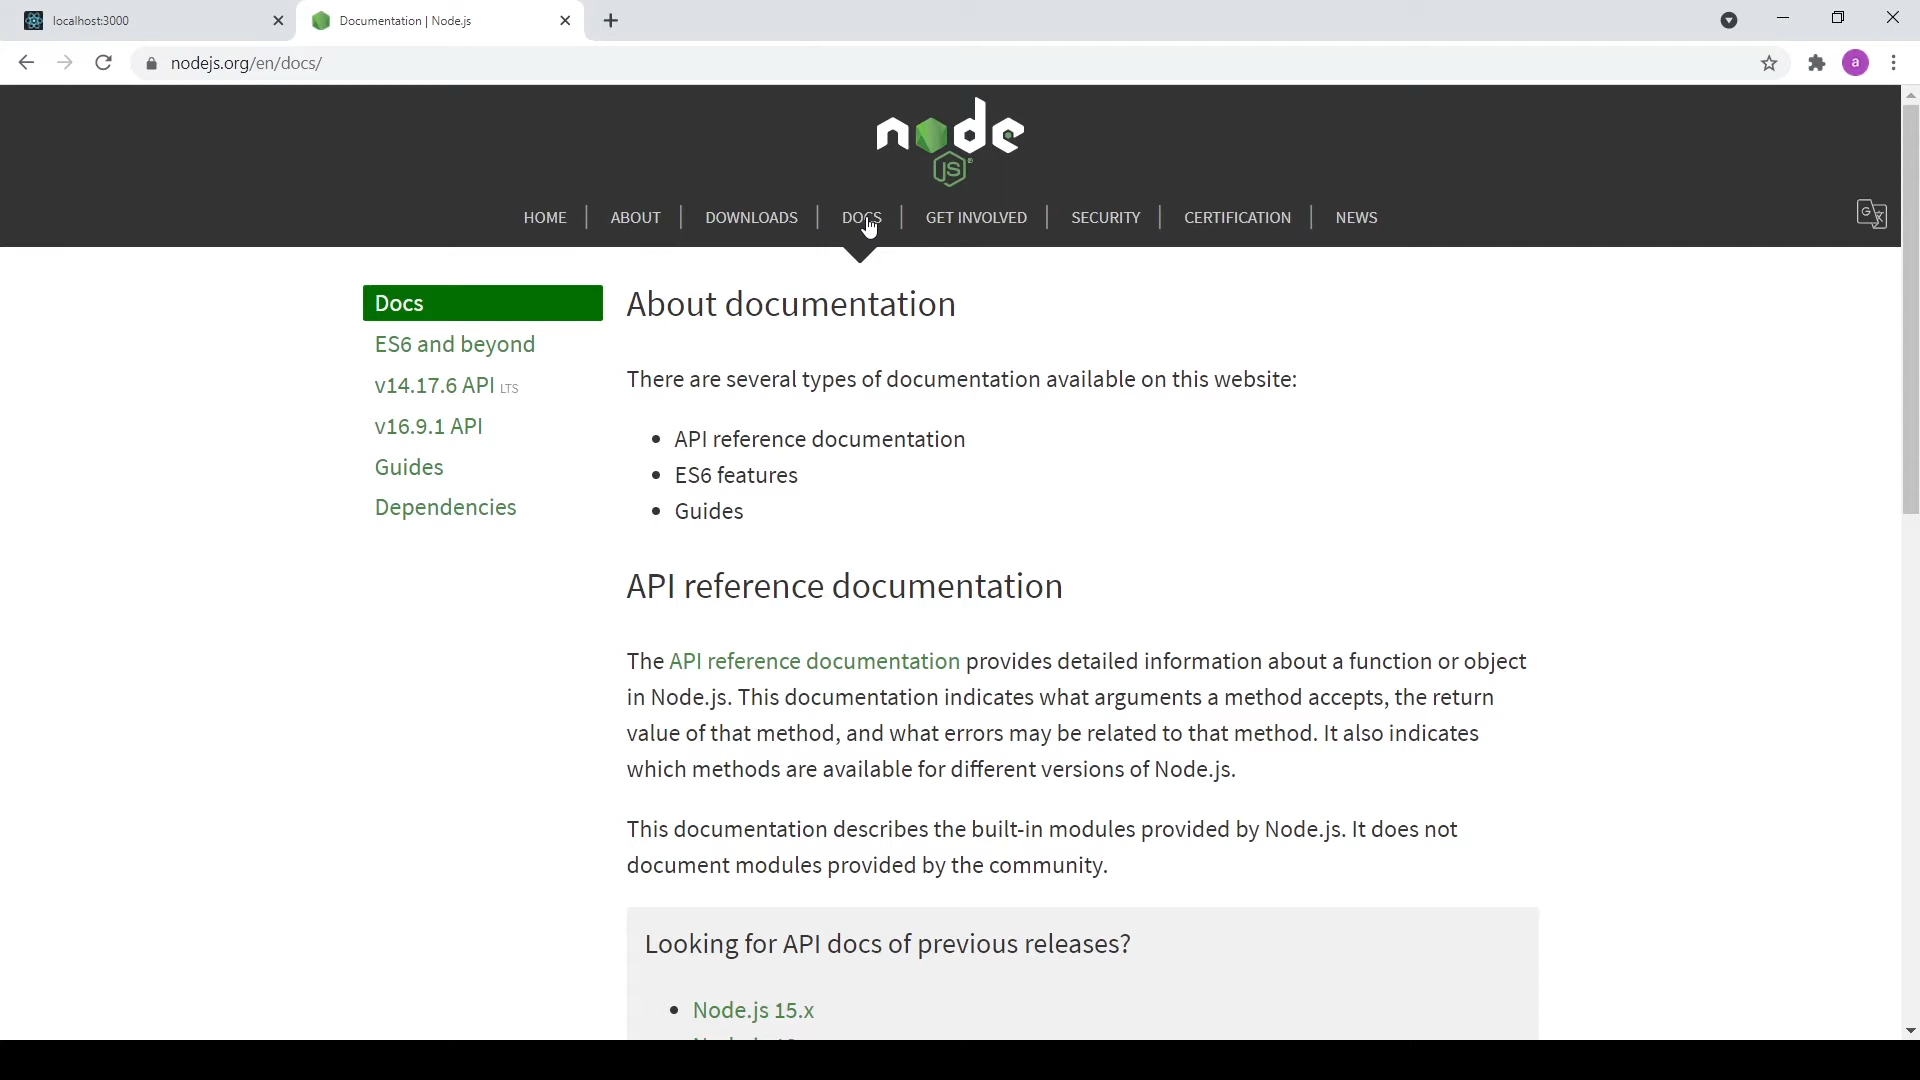 localhost:3000
Documentation | Node.js
nodejs.org/en/docs/
a
node
JS
HOME
ABOUT
DOWNLOADS
DOCS
GET INVOLVED
SECURITY
CERTIFICATION
NEWS
Docs
ES6 and beyond
v14.17.6 API LTS
v16.9.1 API
Guides
Dependencies
About documentation
There are several types of documentation available on this website:
API reference documentation
ES6 features
Guides
API reference documentation
The API reference documentation provides detailed information about a function or object
in Node.js. This documentation indicates what arguments a method accepts, the return
value of that method, and what errors may be related to that method. It also indicates
which methods are available for different versions of Node.js.
This documentation describes the built-in modules provided by Node.js. It does not
document modules provided by the community.
Looking for API docs of previous releases?
Node.js 15.x